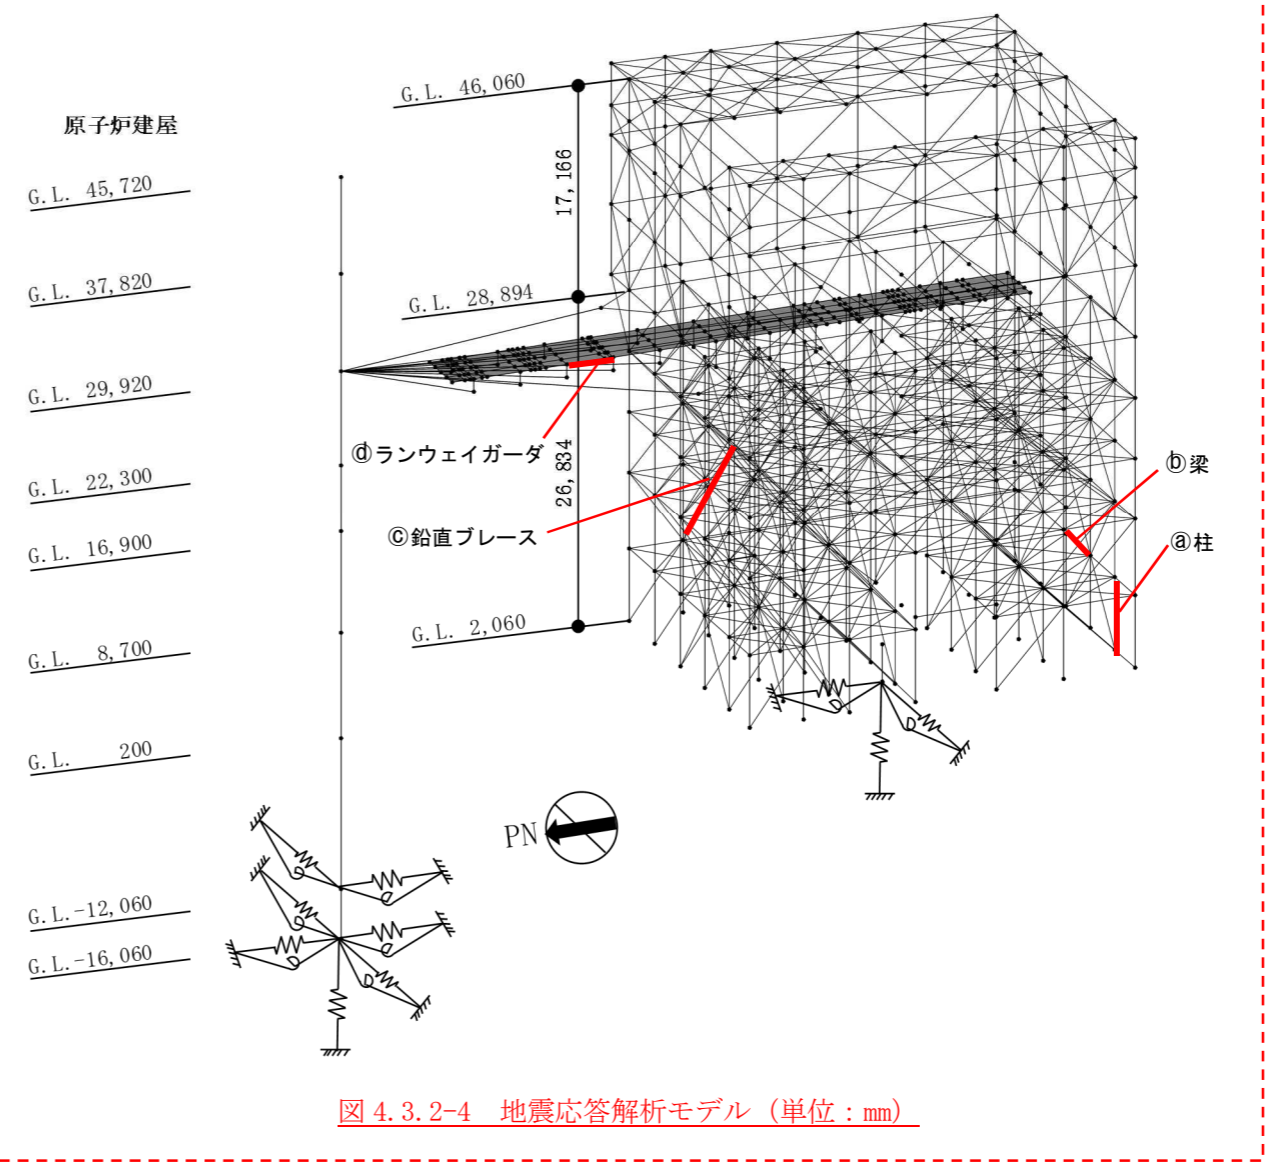 G.L. 46,060
原子炉建屋
17,166
G.L. 45,720
G.L. 37,820
G.L. 28,894
G.L. 29,920
ⓓランウェイガーダ
26,834
ⓑ梁
G.L. 22,300
ⓒ鉛直ブレース
ⓐ柱
G.L. 16,900
G.L. 2,060
G.L. 8,700
G.L. 200
PN
G.L.-12,060
G.L.-16,060
図 4.3.2-4 地震応答解析モデル（単位：mm）